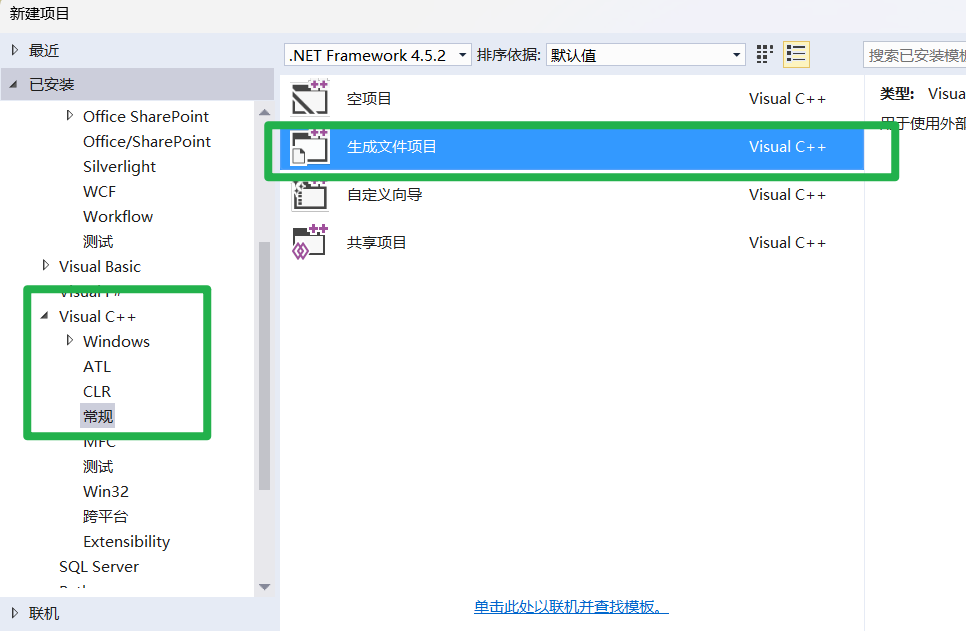 新建项目
最近
已安装
Office SharePoint
Office/SharePoint
Silverlight
WCF
Workflow
测试
Visual Basic
Visual F#
Visual C++
Windows
ATL
CLR
常规
MFC
测试
Win32
跨平台
Extensibility
SQL Server
联机
.NET Framework 4.5.2 排序依据: 默认值
搜索已安装模板
空项目 Visual C++
生成文件项目 Visual C++
自定义向导 Visual C++
共享项目 Visual C++
单击此处以联机并查找模板。
类型: Visua
用于使用外部